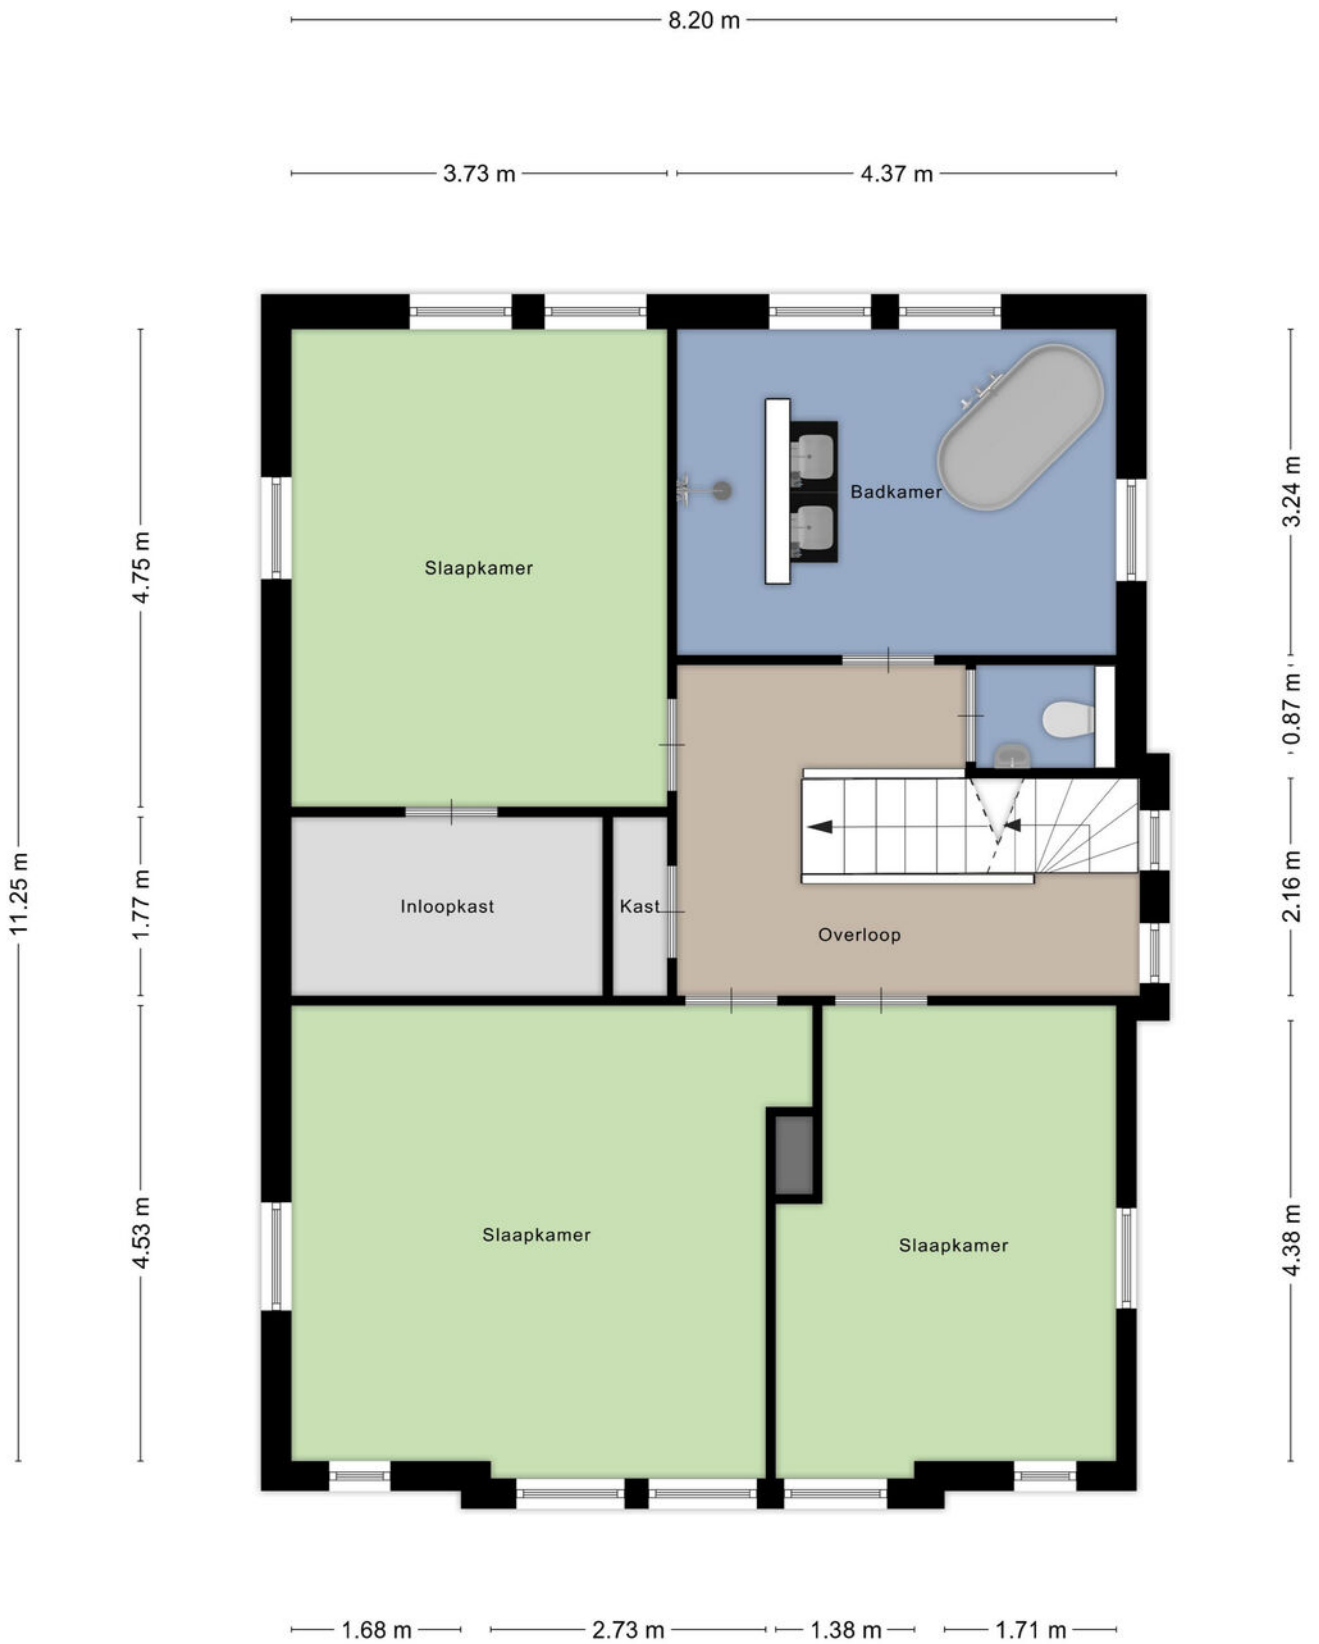 8.20 m
3.73 m
4.37 m
11.25 m
4.75 m
1.77 m
4.53 m
Slaapkamer
Badkamer
Inloopkast
Kast
Overloop
Slaapkamer
Slaapkamer
3.24 m
0.87 m
2.16 m
4.38 m
1.68 m
2.73 m
1.38 m
1.71 m